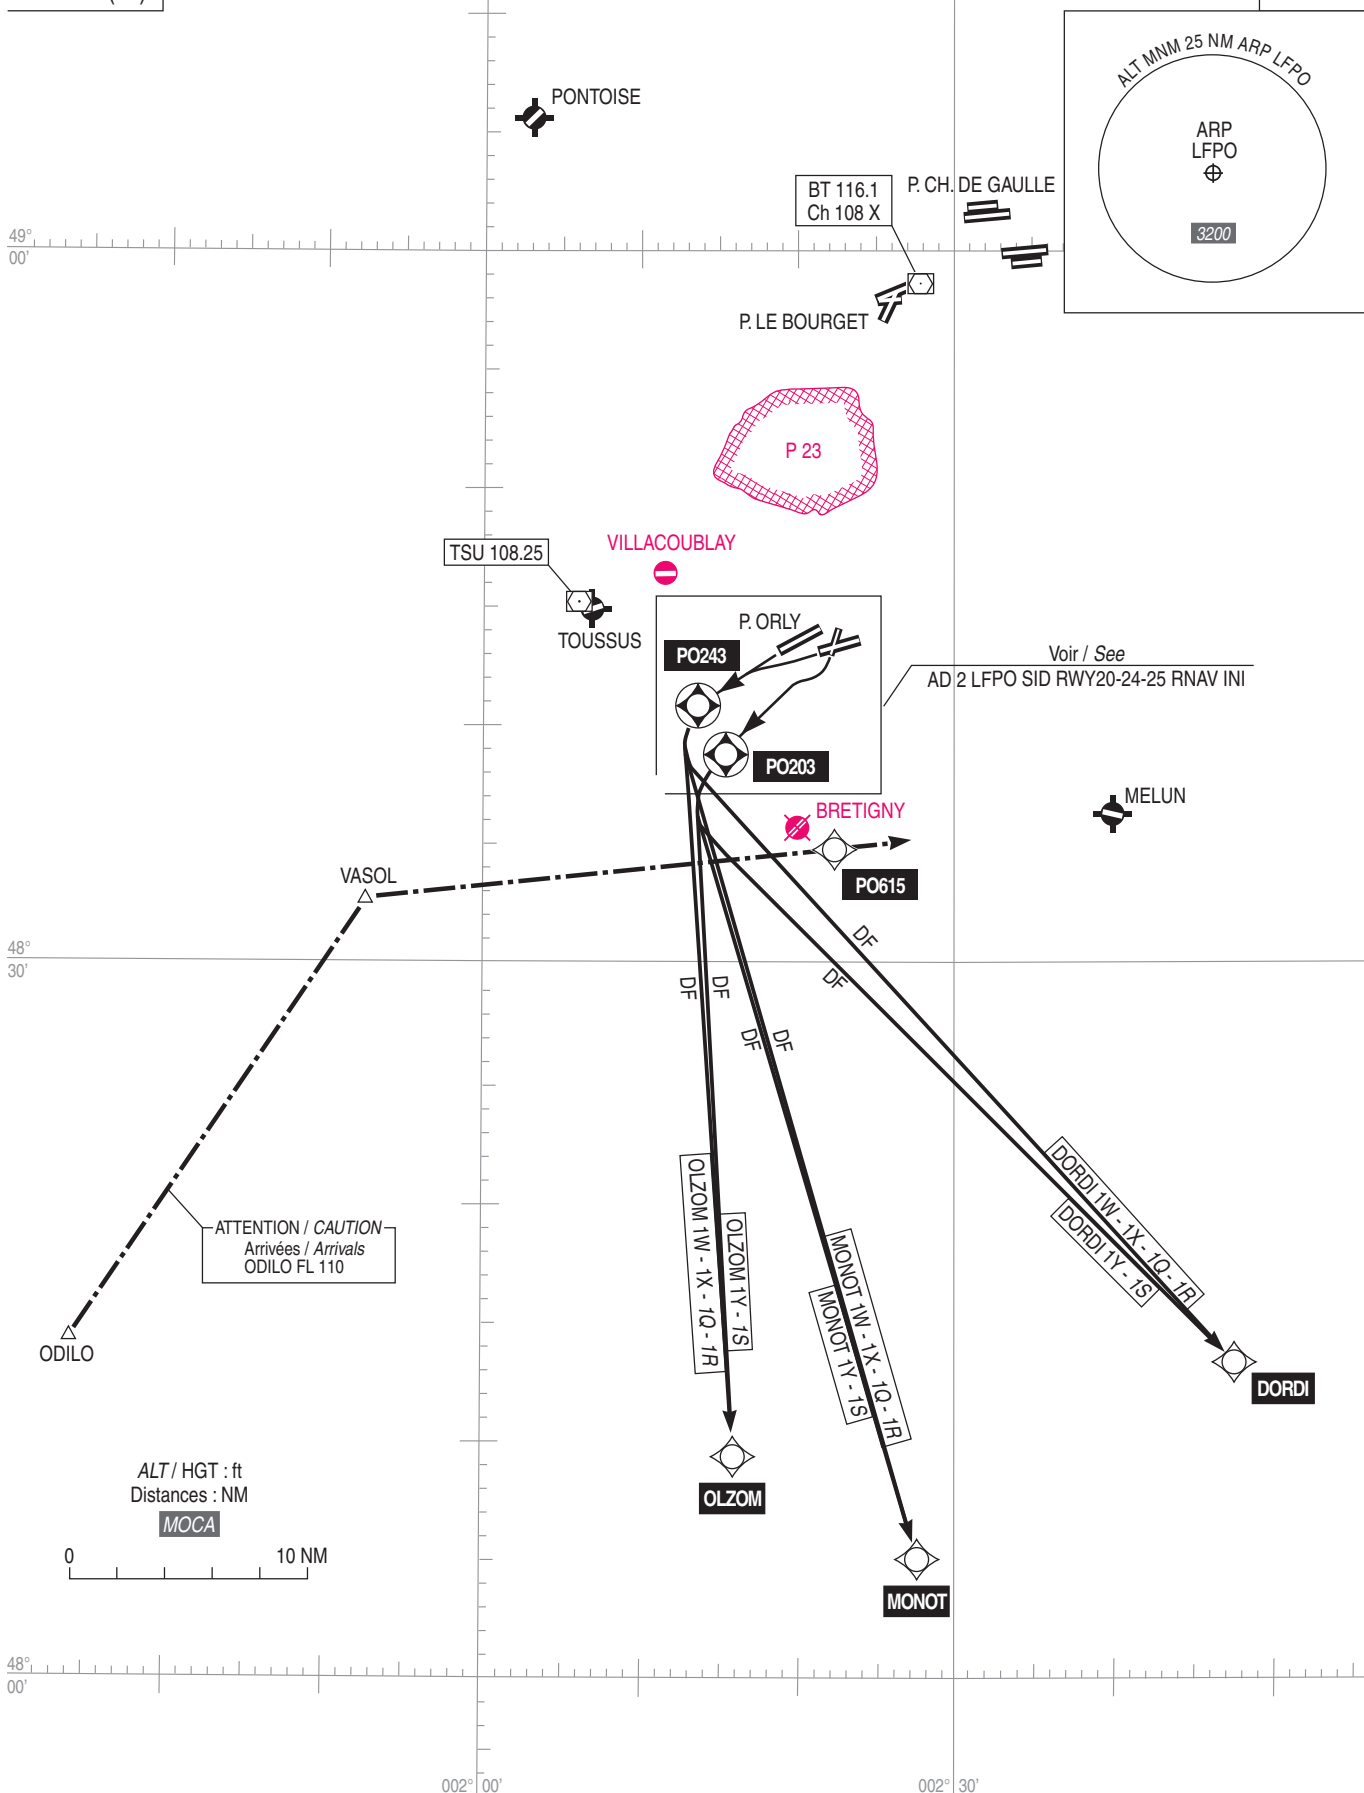 ALT MNM 25 NM ARP LFPO
ARP
LFPO
3200
PONTOISE
BT 116.1
Ch 108 X
P. CH. DE GAULLE
49°
00'
P. LE BOURGET
P 23
VILLACOUBLAY
TSU 108.25
TOUSSUS
P. ORLY
PO243
Voir / See
AD 2 LFPO SID RWY20-24-25 RNAV INI
PO203
BRETIGNY
MELUN
VASOL
PO615
DF
DF
48°
30'
DF
DF
DF
DF
DORDI 1W - 1X - 1Q - 1R
DORDI 1Y - 1S
OLZOM 1W - 1X - 1Q - 1R
OLZOM 1Y - 1S
MONOT 1W - 1X - 1Q - 1R
MONOT 1Y - 1S
ATTENTION / CAUTION
Arrivées / Arrivals
ODILO FL 110
ODILO
DORDI
ALT / HGT : ft
Distances : NM
MOCA
OLZOM
0 10 NM
MONOT
48°
00'
002° 00'
002° 30'